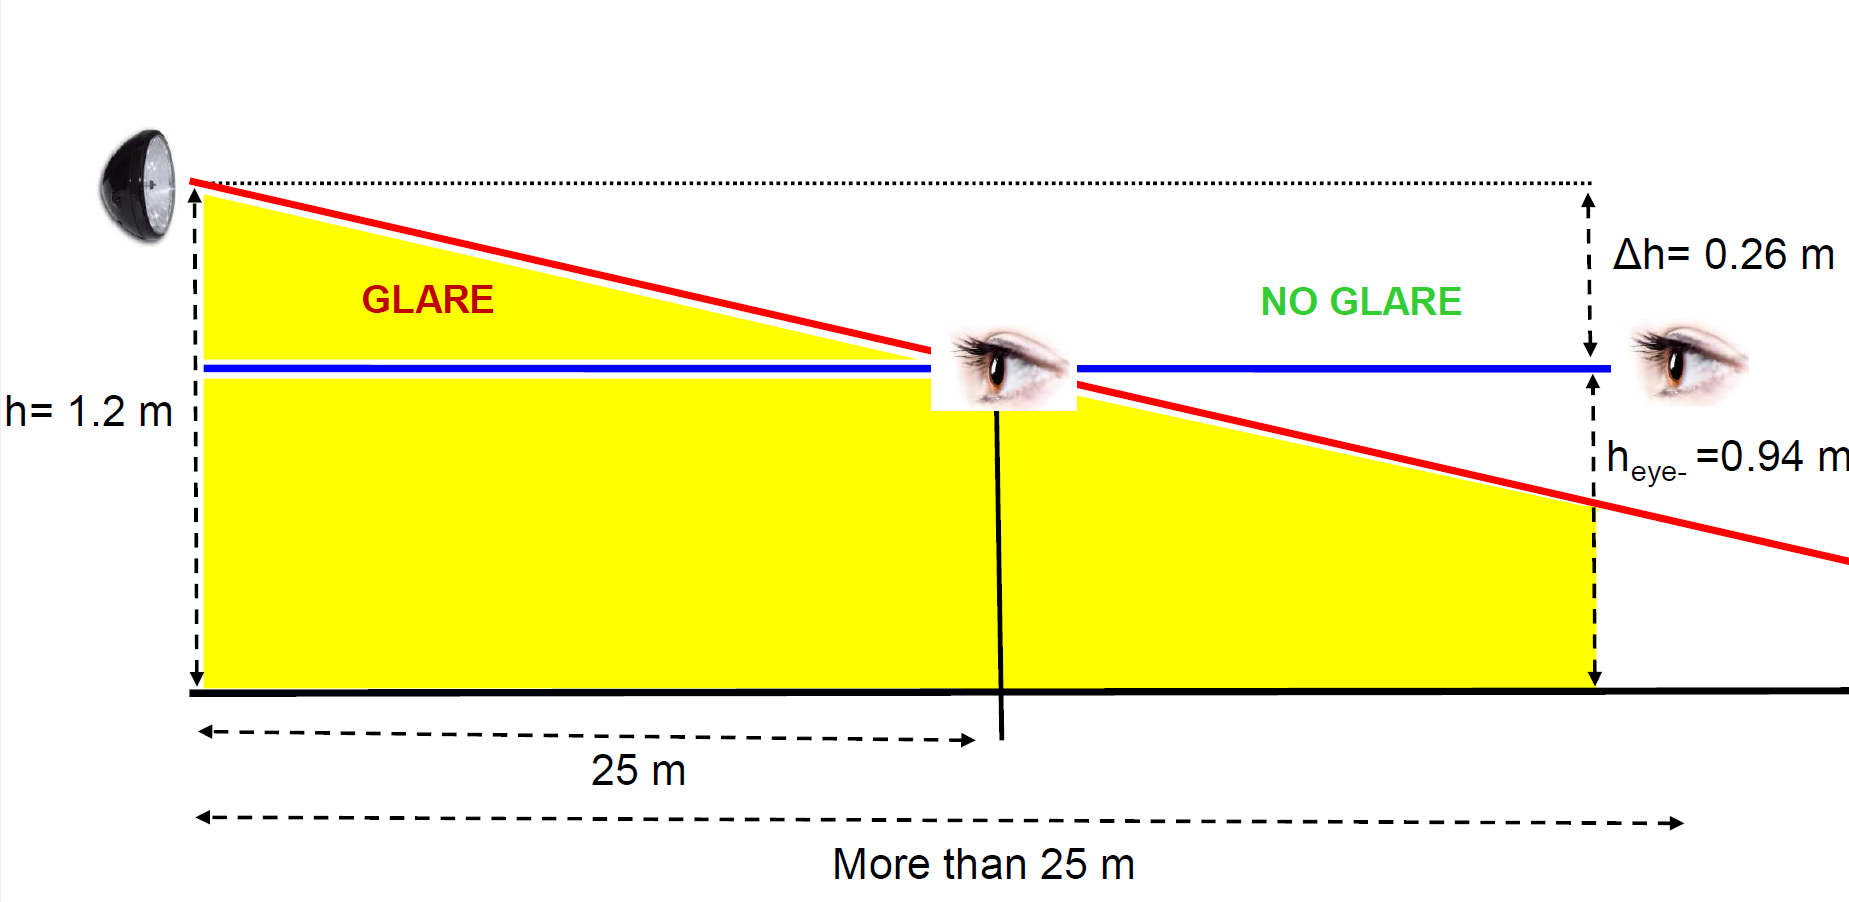 Δh= 0.26 m
GLARE
NO GLARE
h= 1.2 m
heye- =0.94 m
25 m
More than 25 m